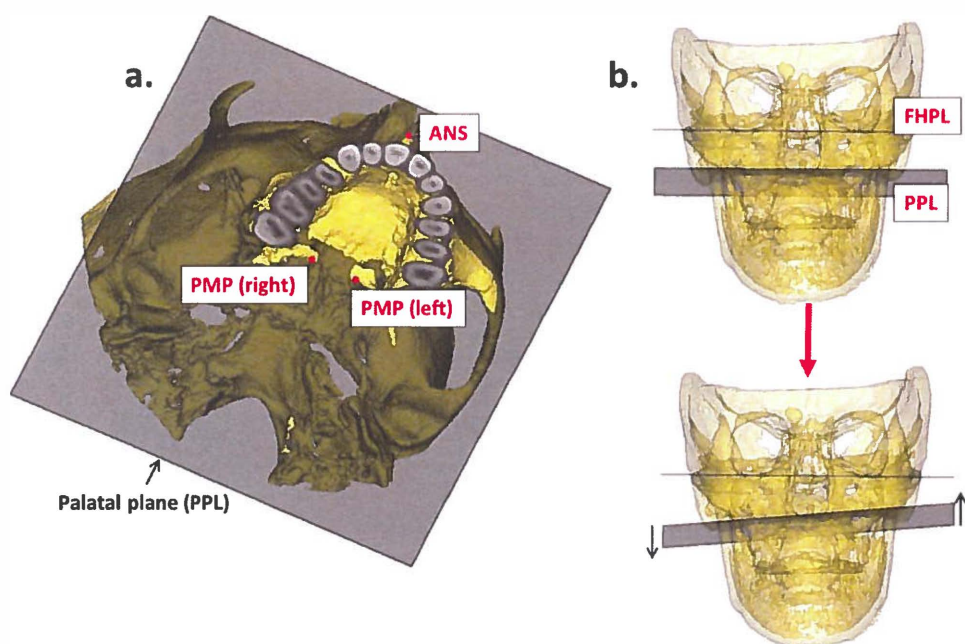 a.
ANS
PMP (right)
PMP (left)
Palatal plane (PPL)
b.
FHPL
PPL